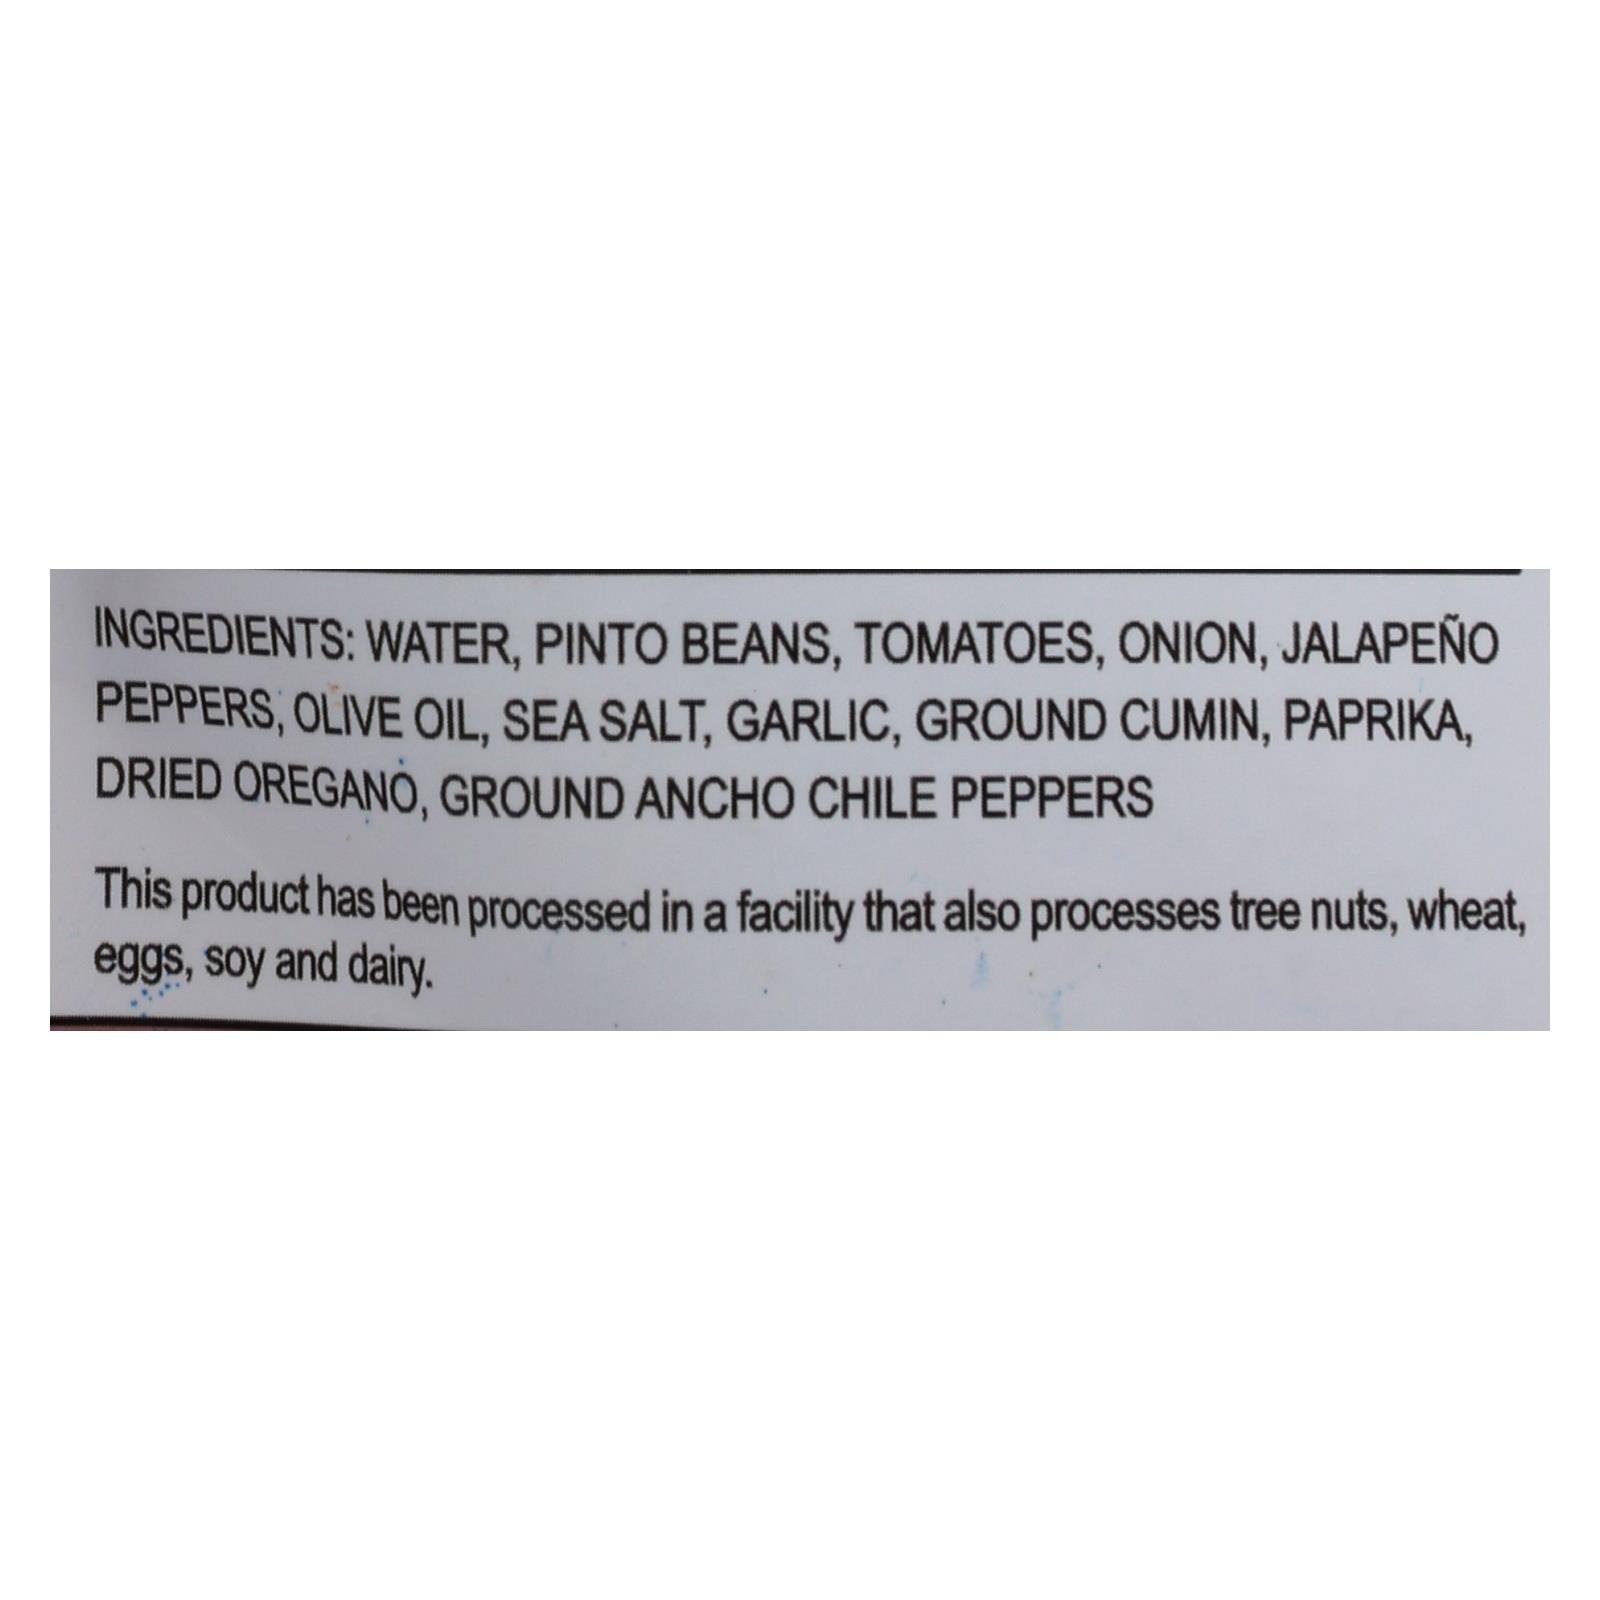 INGREDIENTS: WATER, PINTO BEANS, TOMATOES, ONION, JALAPEÑO
PEPPERS, OLIVE OIL, SEA SALT, GARLIC, GROUND CUMIN, PAPRIKA,
DRIED OREGANO, GROUND ANCHO CHILE PEPPERS
This product has been processed in a facility that also processes tree nuts, wheat,
eggs, soy and dairy.